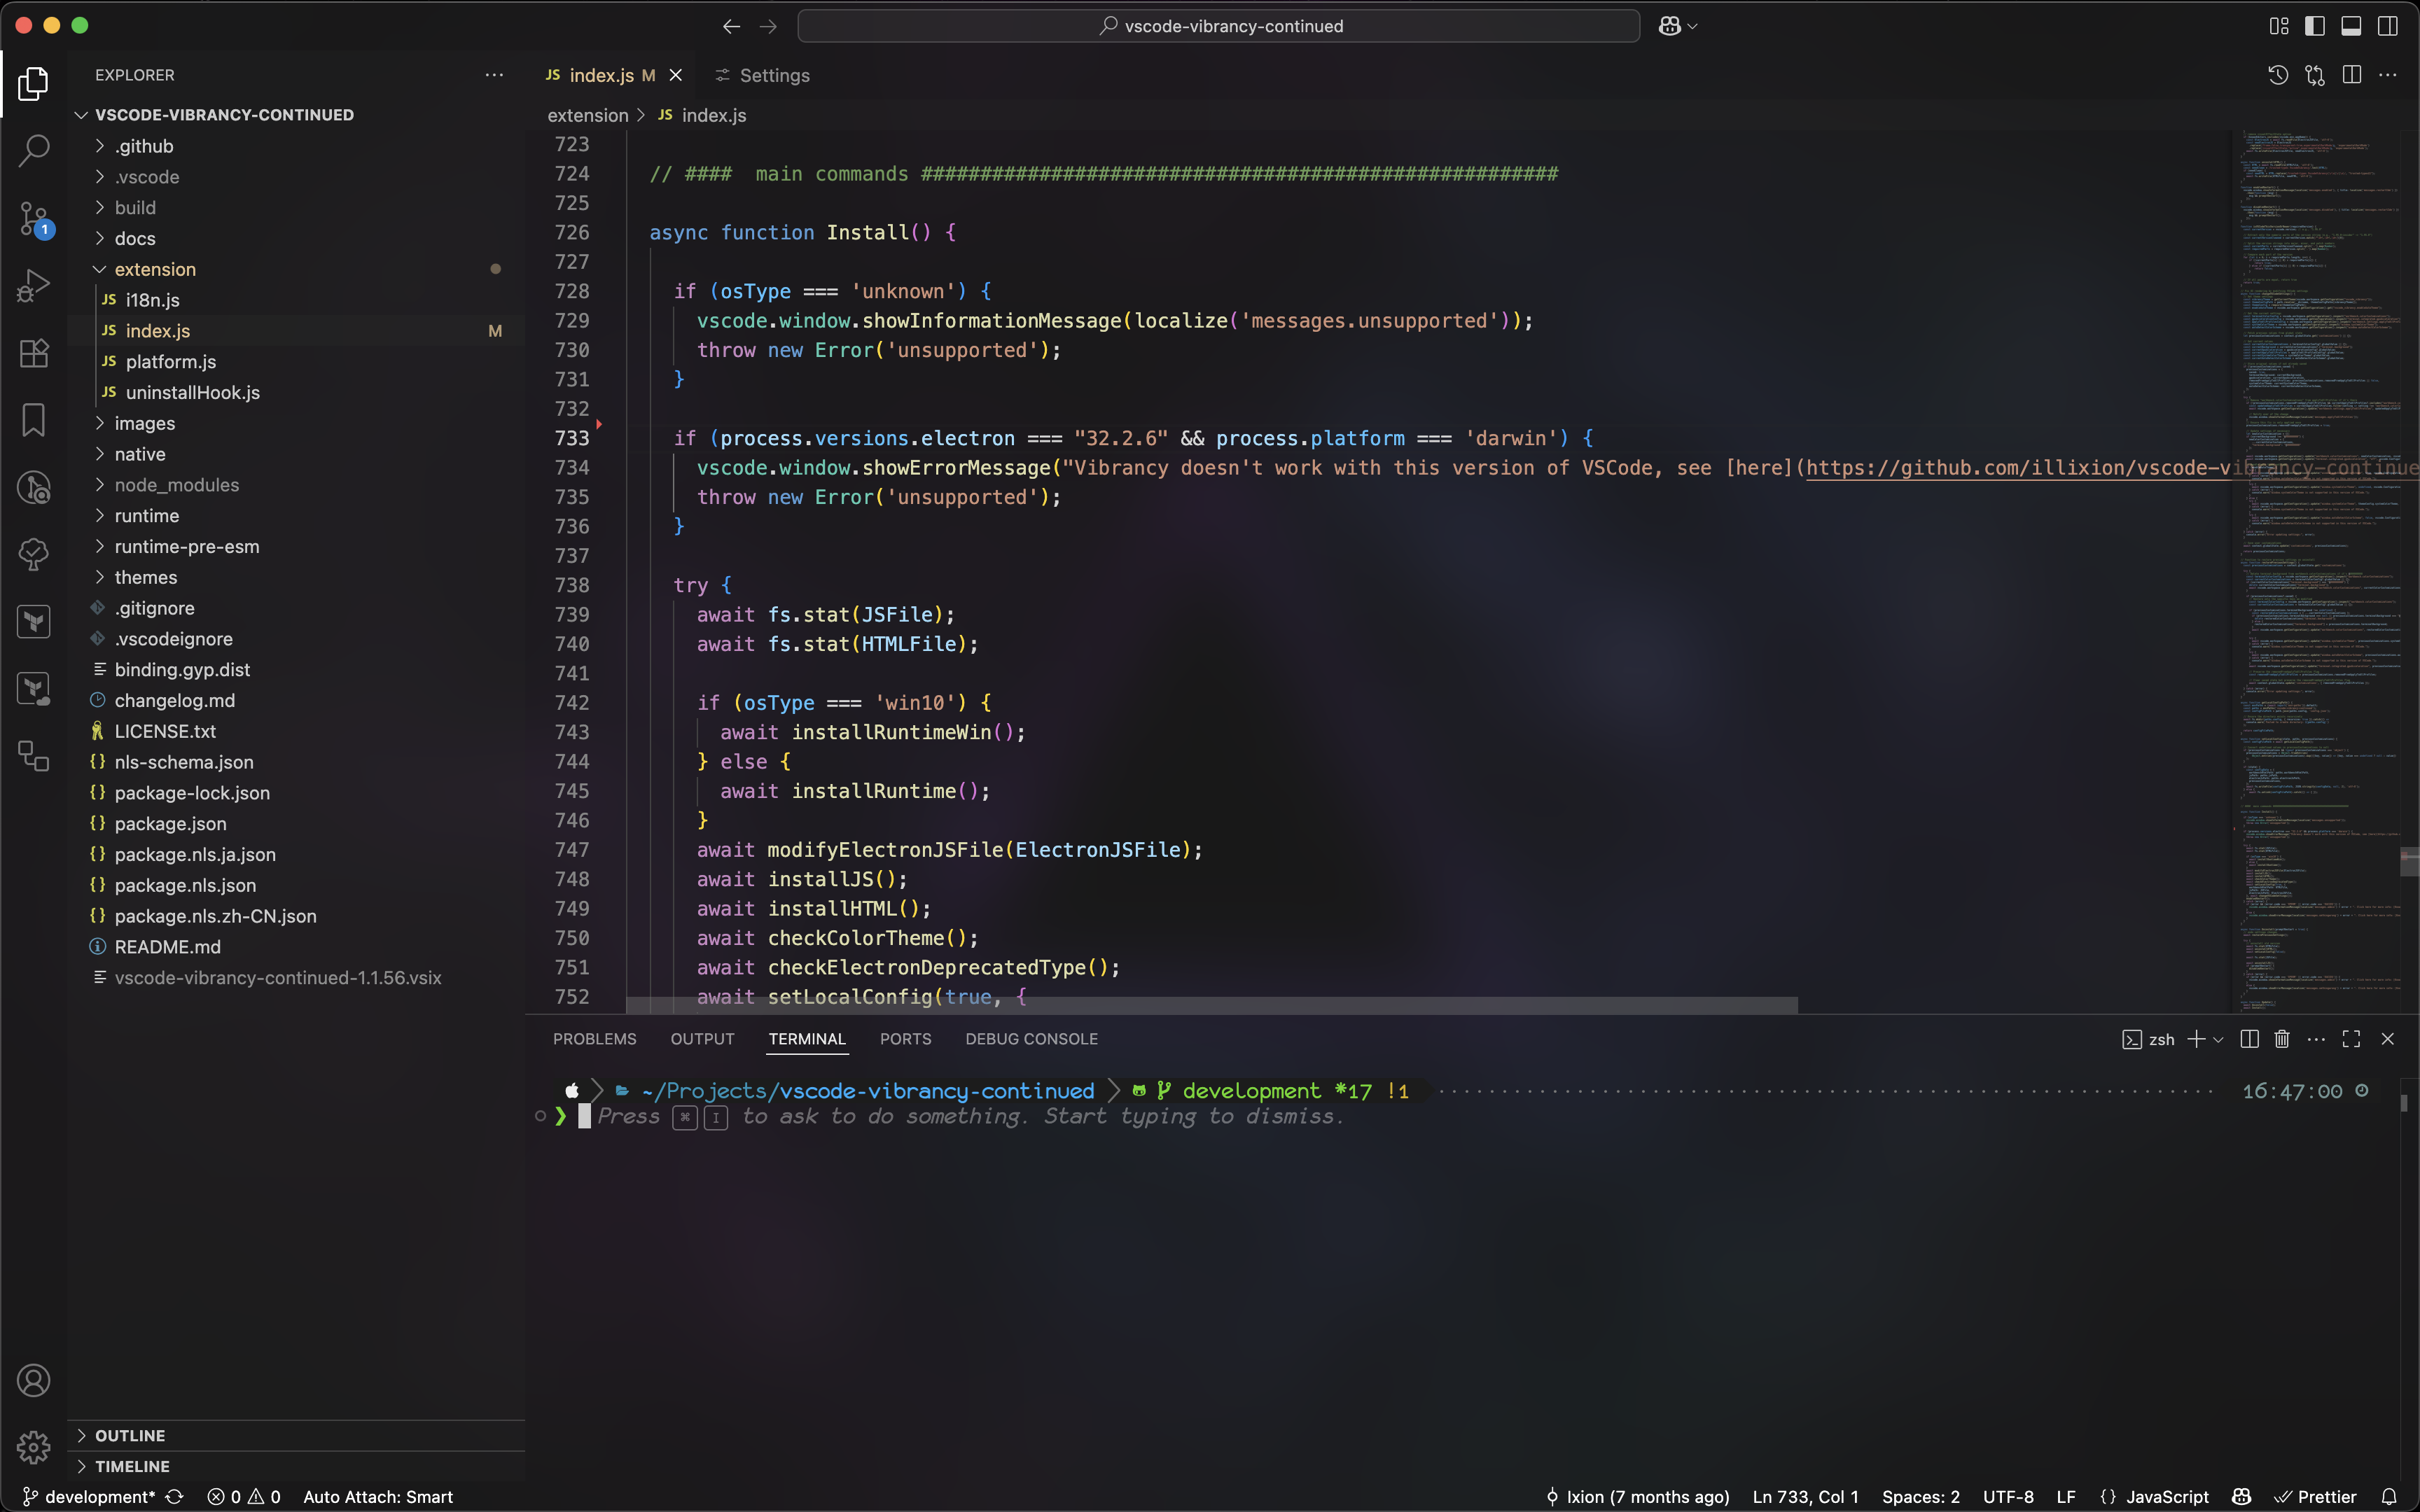 vscode-vibrancy-continued
EXPLORER
VSCODE-VIBRANCY-CONTINUED
.github
.vscode
build
docs
extension
JS i18n.js
JS index.js M
JS platform.js
JS uninstallHook.js
images
native
node_modules
runtime
runtime-pre-esm
themes
.gitignore
.vscodeignore
binding.gyp.dist
changelog.md
LICENSE.txt
{} nls-schema.json
{} package-lock.json
{} package.json
{} package.nls.ja.json
{} package.nls.json
{} package.nls.zh-CN.json
README.md
vscode-vibrancy-continued-1.1.56.vsix
OUTLINE
TIMELINE
1
JS index.js M
Settings
extension > JS index.js
723
724 // ####  main commands ######################################################
725
726 async function Install() {
727
728 if (osType === 'unknown') {
729 vscode.window.showInformationMessage(localize('messages.unsupported'));
730 throw new Error('unsupported');
731 }
732
733 if (process.versions.electron === "32.2.6" && process.platform === 'darwin') {
734 vscode.window.showErrorMessage("Vibrancy doesn't work with this version of VSCode, see [here](https://github.com/illixion/vscode-vibrancy-continue
735 throw new Error('unsupported');
736 }
737
738 try {
739 await fs.stat(JSFile);
740 await fs.stat(HTMLFile);
741
742 if (osType === 'win10') {
743 await installRuntimeWin();
744 } else {
745 await installRuntime();
746 }
747 await modifyElectronJSFile(ElectronJSFile);
748 await installJS();
749 await installHTML();
750 await checkColorTheme();
751 await checkElectronDeprecatedType();
752 await setLocalConfig(true, {
PROBLEMS OUTPUT TERMINAL PORTS DEBUG CONSOLE
zsh
~/Projects/vscode-vibrancy-continued development *17 !1 16:47:00
❯ Press ⌘ I to ask to do something. Start typing to dismiss.
development* 0 0 Auto Attach: Smart
Ixion (7 months ago) Ln 733, Col 1 Spaces: 2 UTF-8 LF {} JavaScript Prettier